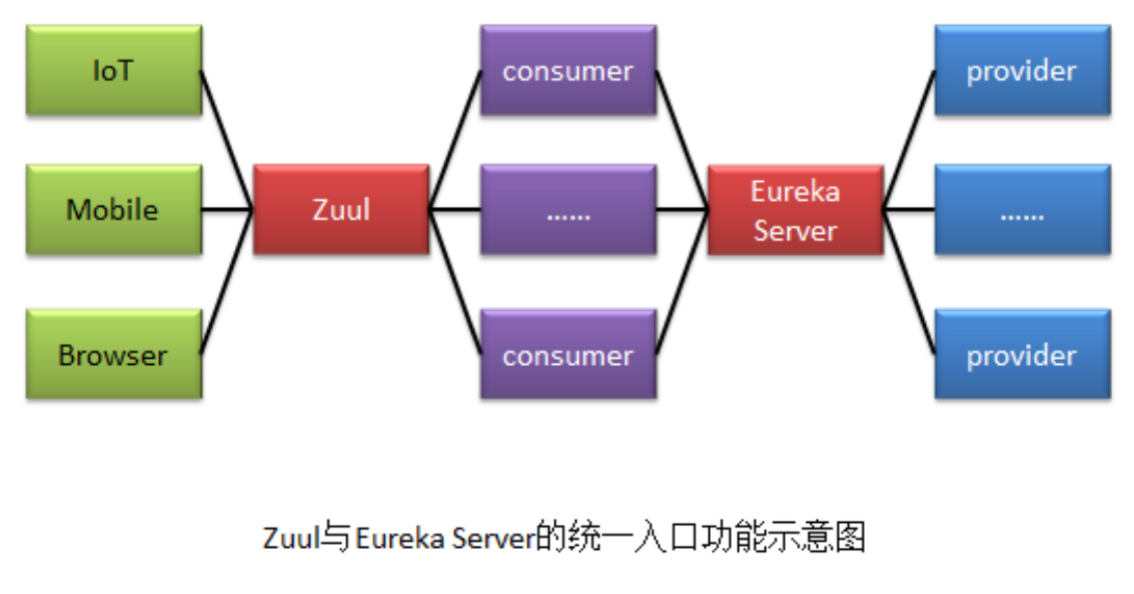 IoT
consumer
provider
Mobile
Zuul
……
Eureka
Server
……
Browser
consumer
provider
Zuul与Eureka Server的统一入口功能示意图